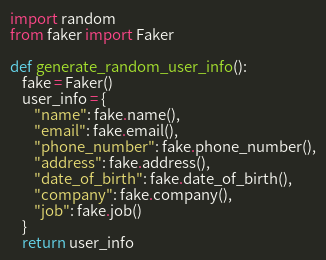 import random
from faker import Faker

def generate_random_user_info():
    fake = Faker()
    user_info = {
        "name": fake.name(),
        "email": fake.email(),
        "phone_number": fake.phone_number(),
        "address": fake.address(),
        "date_of_birth": fake.date_of_birth(),
        "company": fake.company(),
        "job": fake.job()
    }
    return user_info